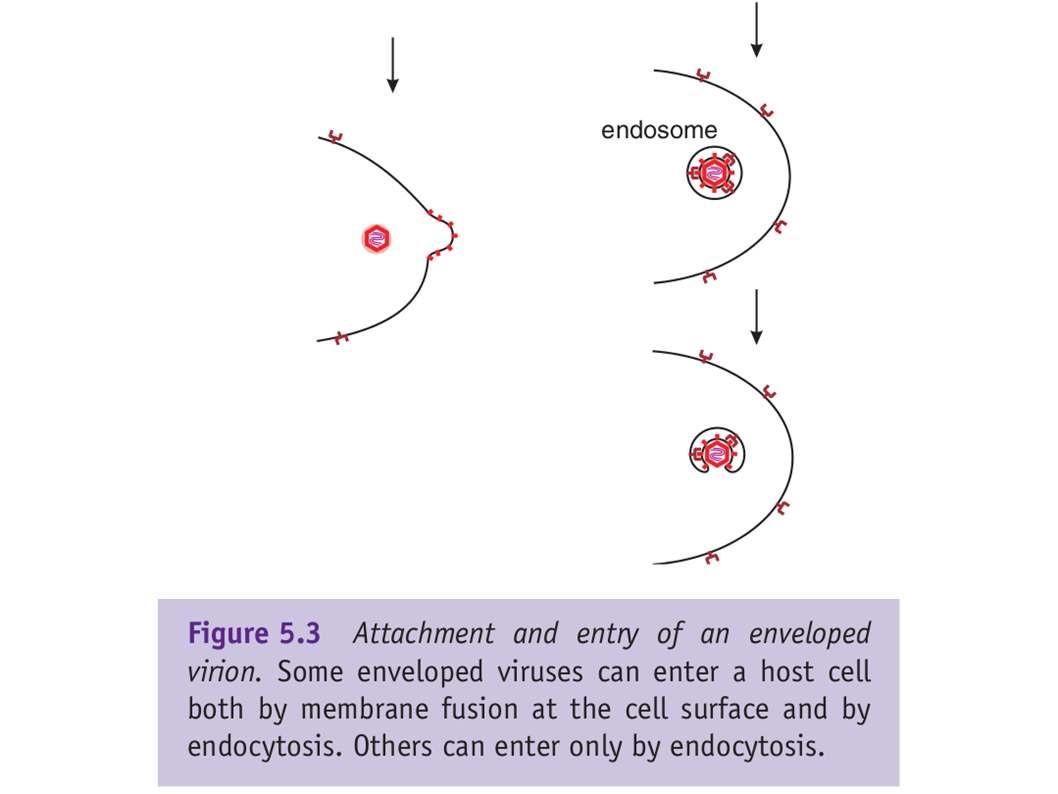 endosome
Figure 5.3 Attachment and entry of an enveloped
virion. Some enveloped viruses can enter a host cell
both by membrane fusion at the cell surface and by
endocytosis. Others can enter only by endocytosis.